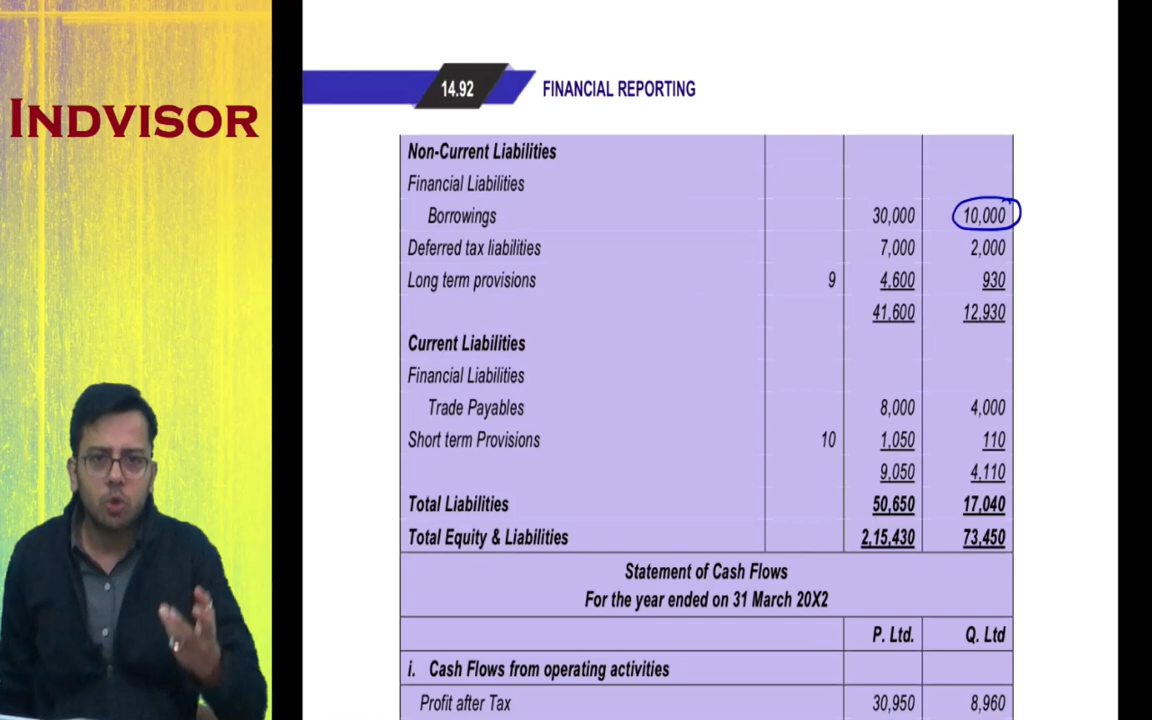 INDVISOR
14.92 FINANCIAL REPORTING
Non-Current Liabilities
Financial Liabilities
Borrowings 30,000 10,000
Deferred tax liabilities 7,000 2,000
Long term provisions 9 4,600 930
41,600 12,930
Current Liabilities
Financial Liabilities
Trade Payables 8,000 4,000
Short term Provisions 10 1,050 110
9,050 4,110
Total Liabilities 50,650 17,040
Total Equity & Liabilities 2,15,430 73,450
Statement of Cash Flows
For the year ended on 31 March 20X2
P. Ltd. Q. Ltd
i. Cash Flows from operating activities
Profit after Tax 30,950 8,960